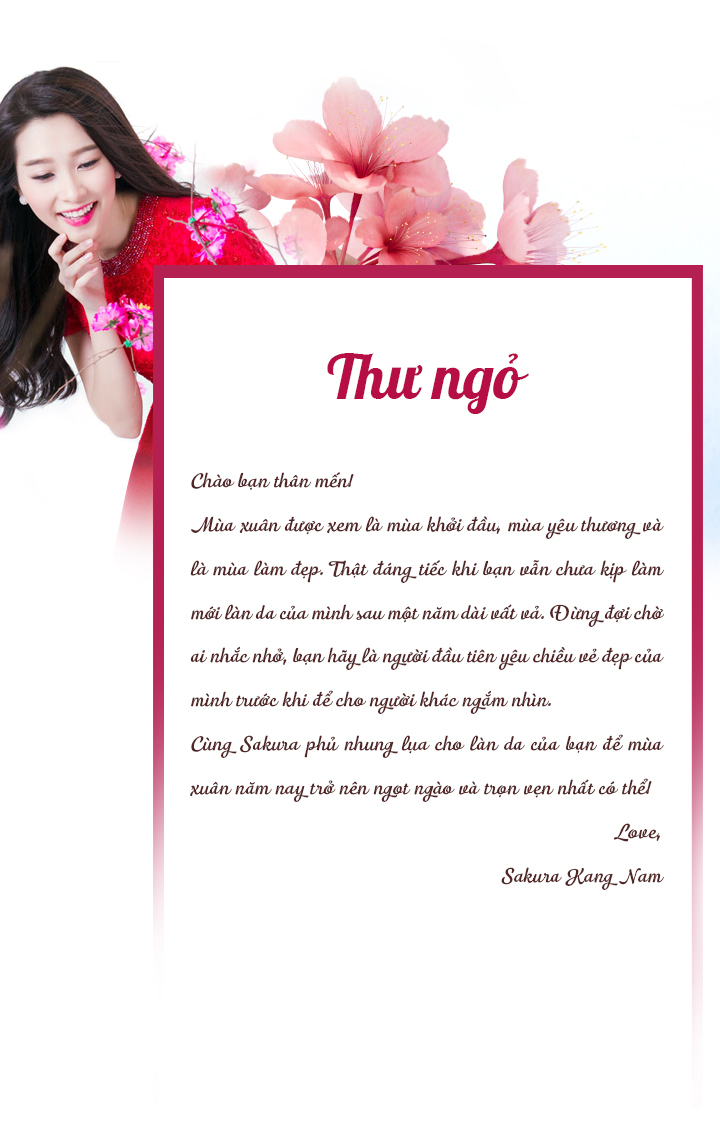 Thư ngỏ
Chào bạn thân mến!
Mùa xuân được xem là mùa khởi đầu, mùa yêu thương và
là mùa làm đẹp. Thật đáng tiếc khi bạn vẫn chưa kịp làm
mới làn da của mình sau một năm dài vất vả. Đừng đợi chờ
ai nhắc nhở, bạn hãy là người đầu tiên yêu chiều vẻ đẹp của
mình trước khi để cho người khác ngắm nhìn.
Cùng Sakura phủ nhung lụa cho làn da của bạn để mùa
xuân năm nay trở nên ngọt ngào và trọn vẹn nhất có thể!
Love,
Sakura Kang Nam